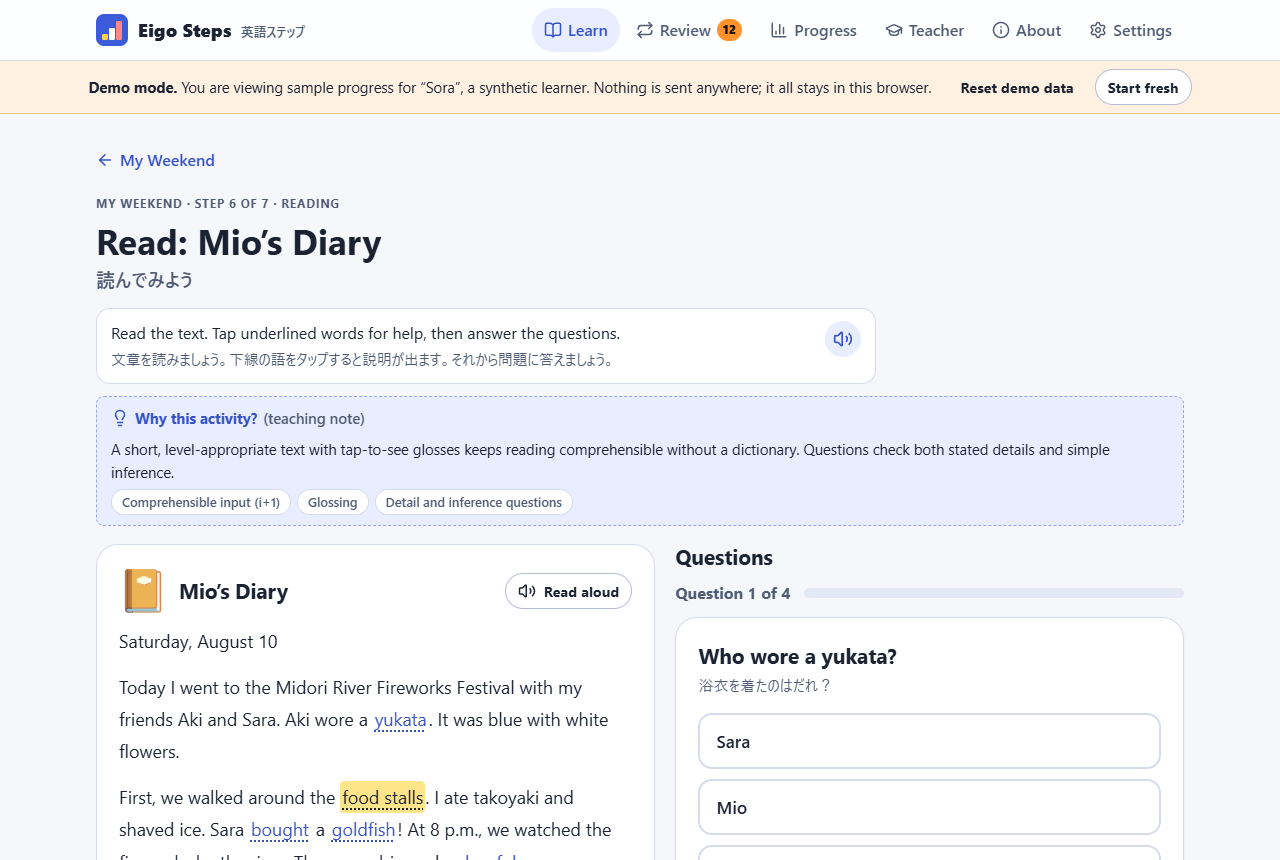 Eigo Steps 英語ステップ
Learn
Review 12
Progress
Teacher
About
Settings
Demo mode. You are viewing sample progress for “Sora”, a synthetic learner. Nothing is sent anywhere; it all stays in this browser.
Reset demo data
Start fresh
My Weekend
MY WEEKEND · STEP 6 OF 7 · READING
Read: Mio’s Diary
読んでみよう
Read the text. Tap underlined words for help, then answer the questions.
文章を読みましょう。下線の語をタップすると説明が出ます。それから問題に答えましょう。
Why this activity? (teaching note)
A short, level-appropriate text with tap-to-see glosses keeps reading comprehensible without a dictionary. Questions check both stated details and simple
inference.
Comprehensible input (i+1)
Glossing
Detail and inference questions
Mio’s Diary
Read aloud
Saturday, August 10
Today I went to the Midori River Fireworks Festival with my
friends Aki and Sara. Aki wore a yukata. It was blue with white
flowers.
First, we walked around the food stalls. I ate takoyaki and
shaved ice. Sara bought a goldfish! At 8 p.m., we watched the
Questions
Question 1 of 4
Who wore a yukata?
浴衣を着たのはだれ？
Sara
Mio